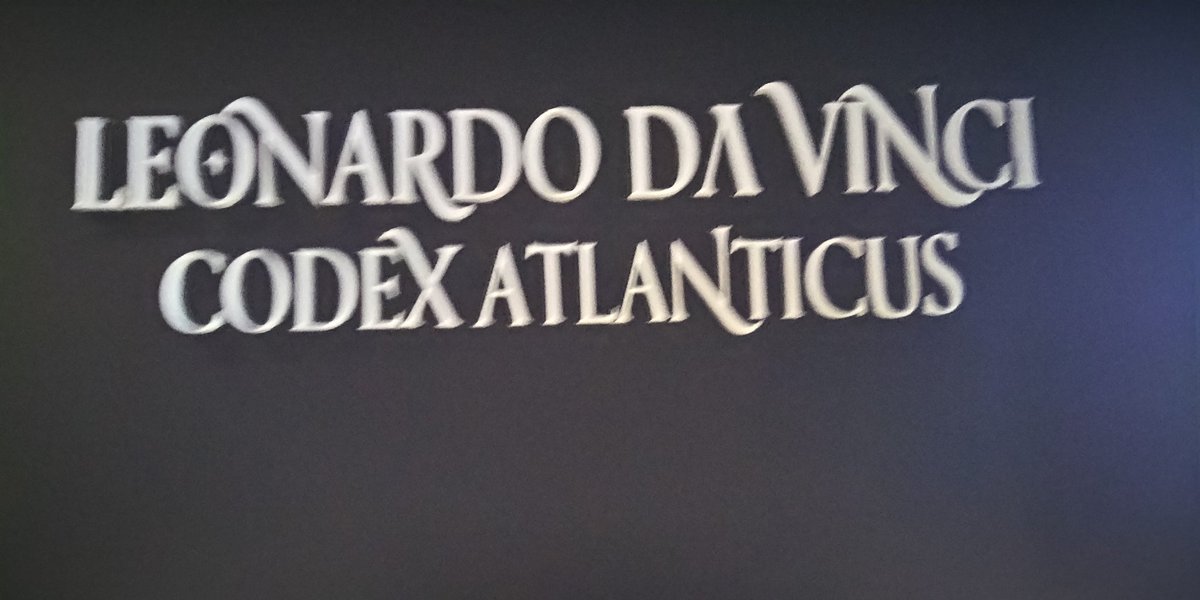 LEONARDO DA VINCI
CODEX ATLANTICUS